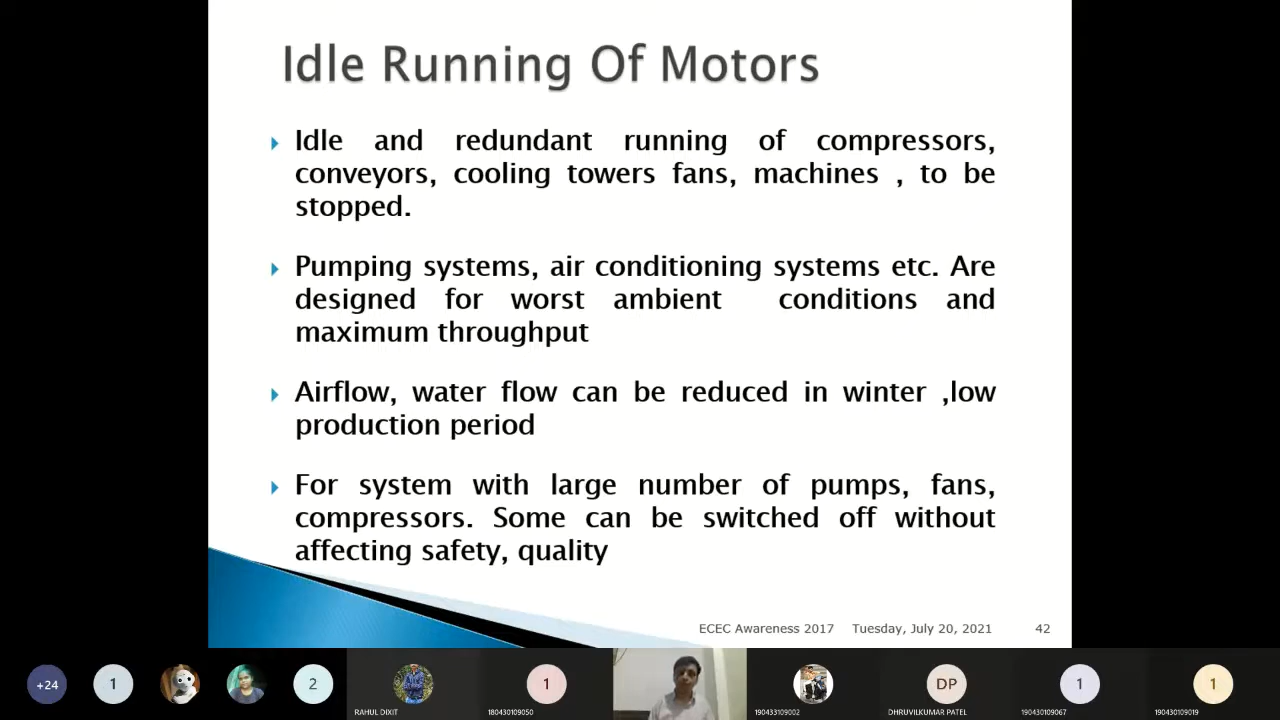 Idle Running Of Motors
Idle and redundant running of compressors,
conveyors, cooling towers fans, machines , to be
stopped.
Pumping systems, air conditioning systems etc. Are
designed for worst ambient conditions and
maximum throughput
Airflow, water flow can be reduced in winter ,low
production period
For system with large number of pumps, fans,
compressors. Some can be switched off without
affecting safety, quality
ECEC Awareness 2017 Tuesday, July 20, 2021 42
+24 1 2 1 DP 1 1
RAHUL DIXIT 180430109050 190433109002 DHRUVILKUMAR PATEL 190430109067 190430109019